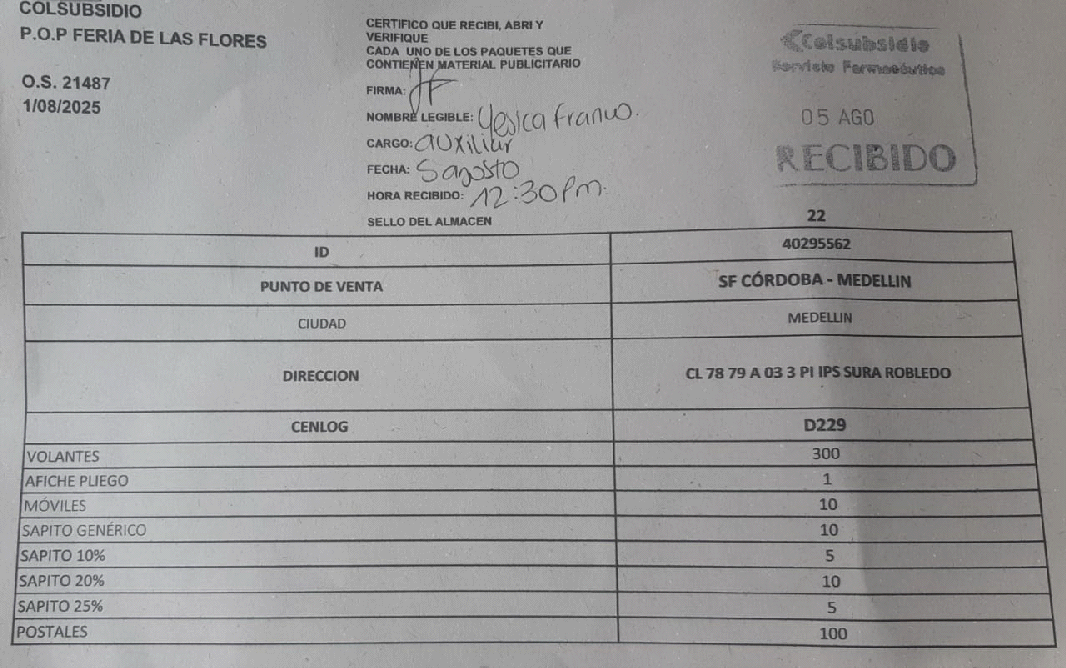 COLSUBSIDIO
P.O.P FERIA DE LAS FLORES
O.S. 21487
1/08/2025
CERTIFICO QUE RECIBI, ABRI Y
VERIFIQUE
CADA UNO DE LOS PAQUETES QUE
CONTIENEN MATERIAL PUBLICITARIO
FIRMA:
NOMBRE LEGIBLE: Yesica franco.
CARGO: auxiliar
FECHA: 5 agosto
HORA RECIBIDO: 12:30 Pm.
SELLO DEL ALMACEN
Colsubsidio
Servicio Farmacéutico
05 AGO
RECIBIDO
22
ID 40295562
PUNTO DE VENTA SF CÓRDOBA - MEDELLIN
CIUDAD MEDELLIN
DIRECCION CL 78 79 A 03 3 PI IPS SURA ROBLEDO
CENLOG D229
VOLANTES 300
AFICHE PLIEGO 1
MÓVILES 10
SAPITO GENÉRICO 10
SAPITO 10% 5
SAPITO 20% 10
SAPITO 25% 5
POSTALES 100